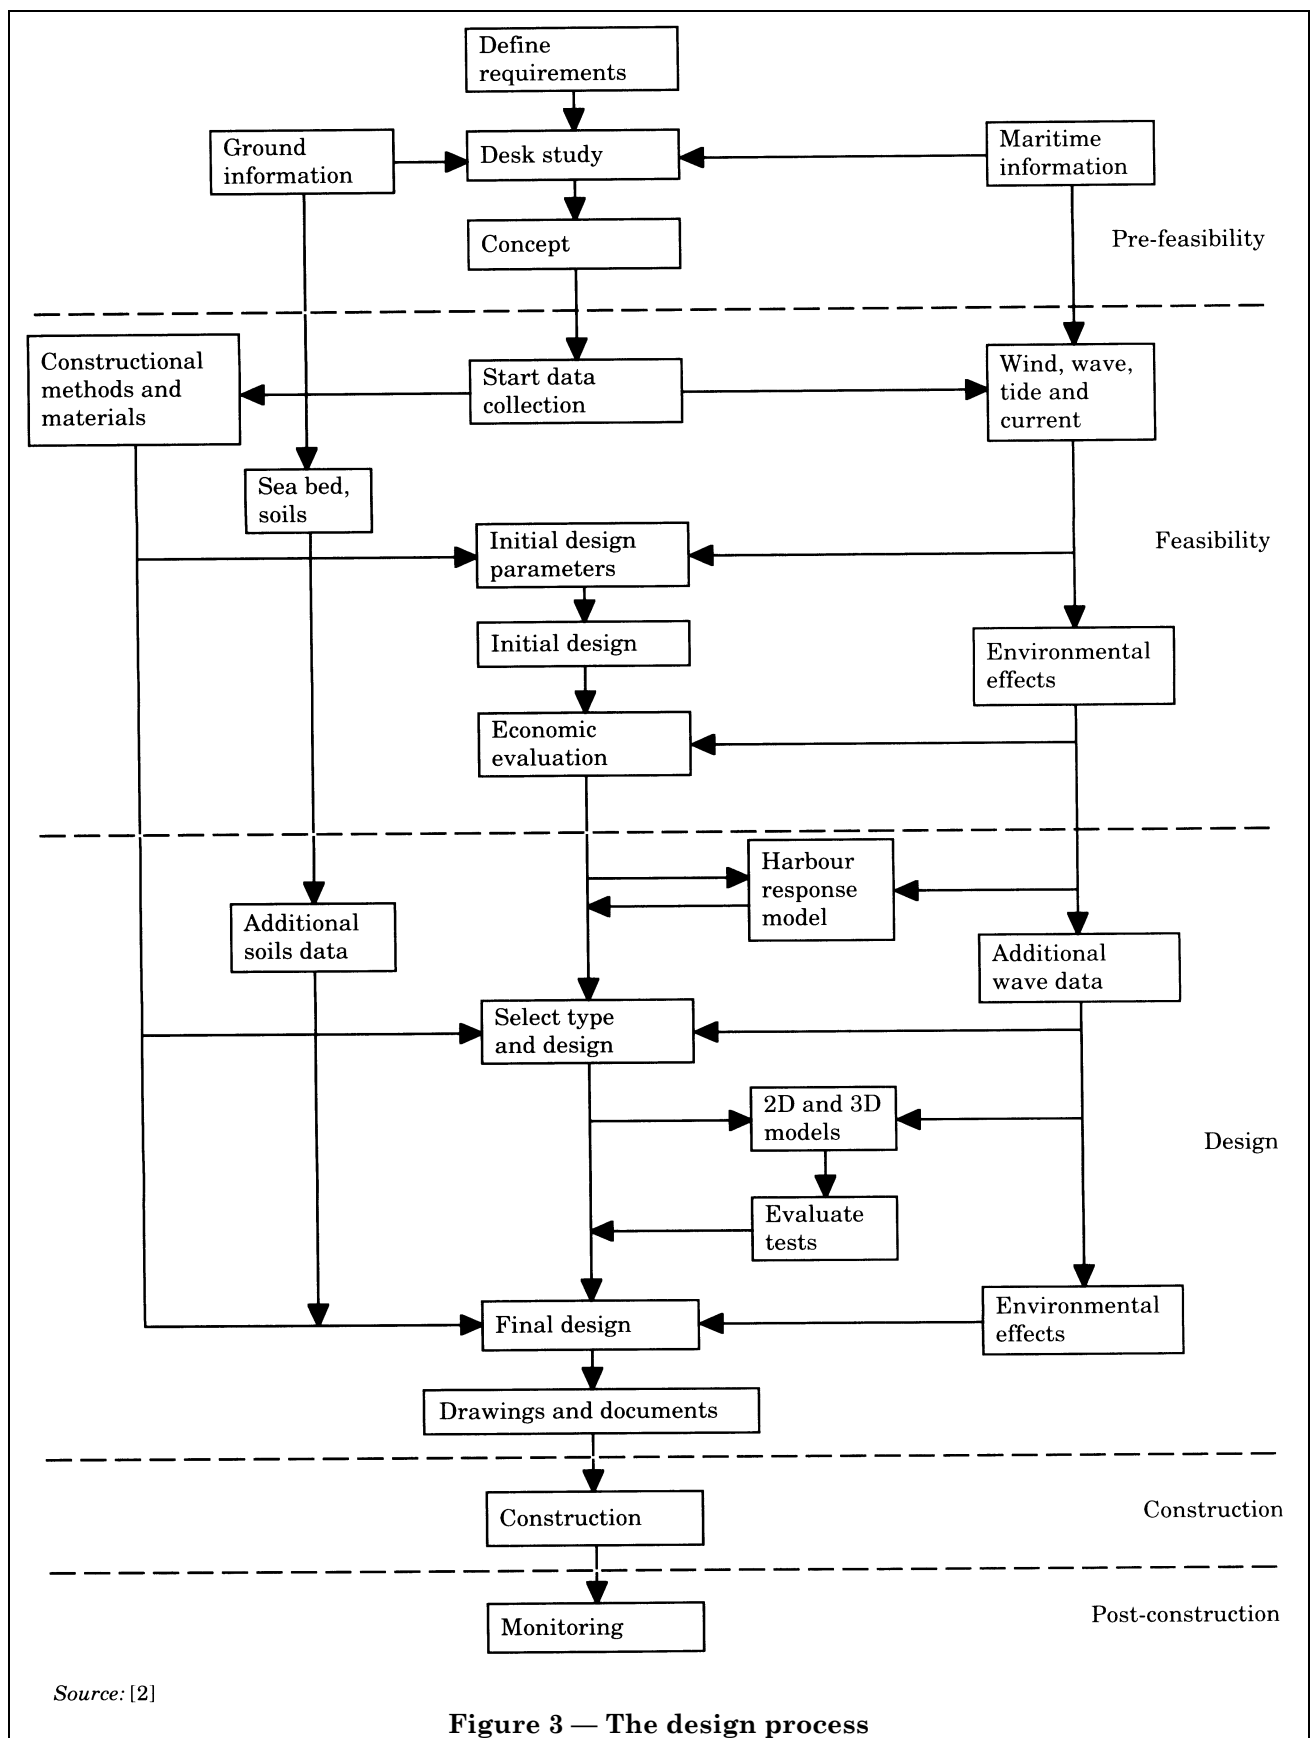 Define
requirements
Ground
information
Desk study
Maritime
information
Concept
Pre-feasibility
Constructional
methods and
materials
Start data
collection
Wind, wave,
tide and
current
Sea bed,
soils
Initial design
parameters
Feasibility
Initial design
Environmental
effects
Economic
evaluation
Harbour
response
model
Additional
soils data
Additional
wave data
Select type
and design
2D and 3D
models
Design
Evaluate
tests
Final design
Environmental
effects
Drawings and documents
Construction
Construction
Monitoring
Post-construction
Source: [2]
Figure 3 — The design process